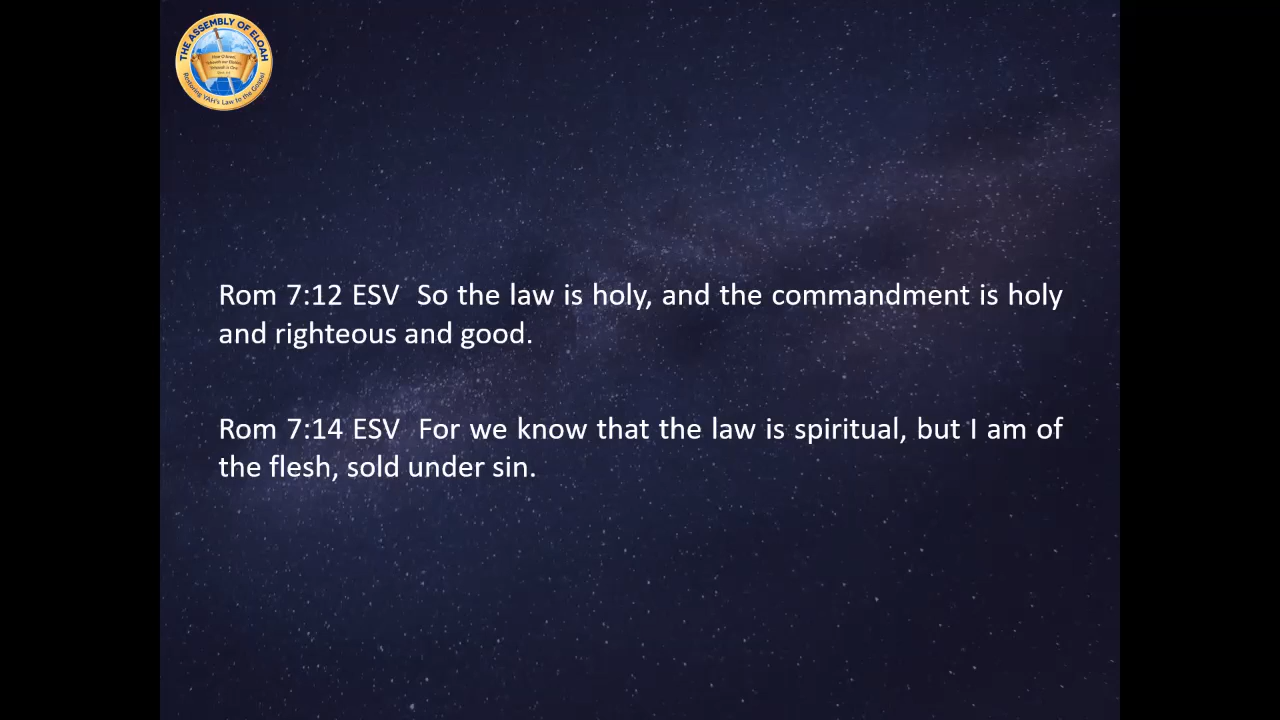 THE ASSEMBLY OF ELOAH
Restoring YAH's Law to the Gospel
Rom 7:12 ESV  So the law is holy, and the commandment is holy
and righteous and good.
Rom 7:14 ESV  For we know that the law is spiritual, but I am of
the flesh, sold under sin.